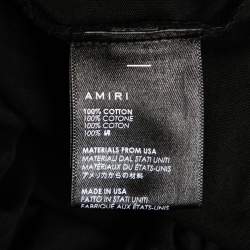 AMIRI
100% COTTON
100% COTONE
100% COTON
100% 綿
MATERIALS FROM USA
MATERIALI DAL STATI UNITI
MATÉRIAUX DU ÉTATS-UNIS
アメリカからの材料
MADE IN USA
FATTO IN STATI UNITI
FABRIQUÉ AUX ÉTATS-UNIS